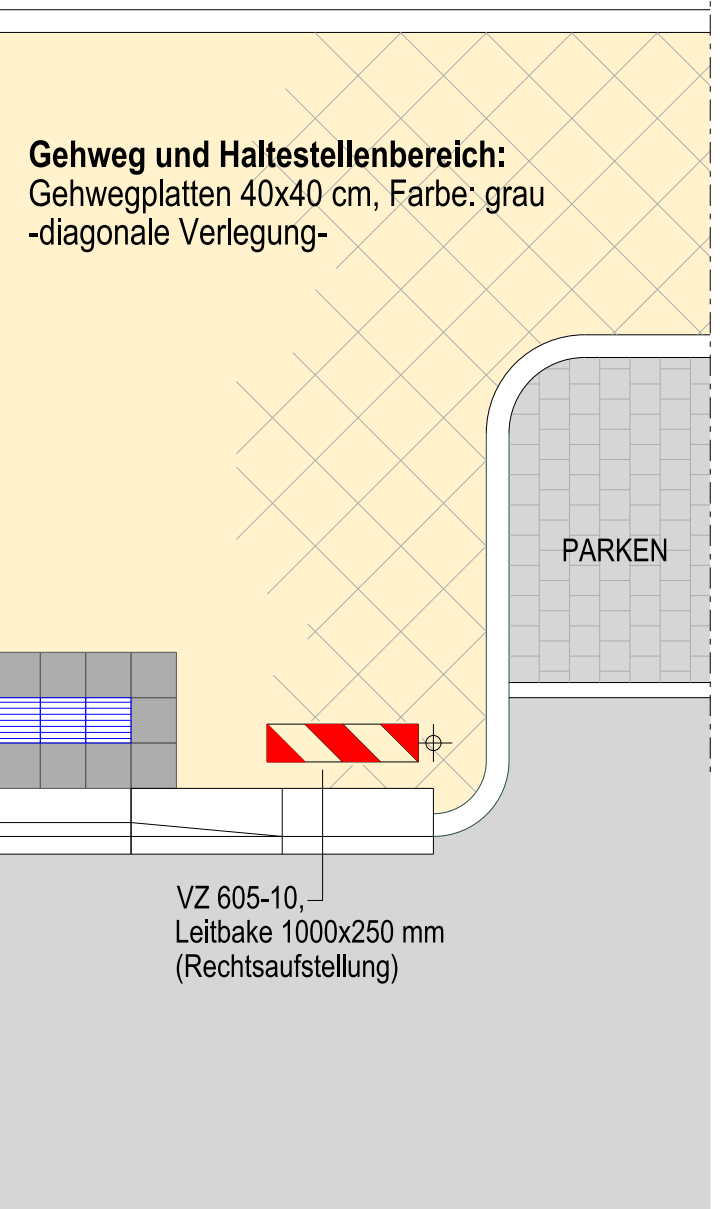 Gehweg und Haltestellenbereich:
Gehwegplatten 40x40 cm, Farbe: grau
-diagonale Verlegung-
PARKEN
VZ 605-10,
Leitbake 1000x250 mm
(Rechtsaufstellung)